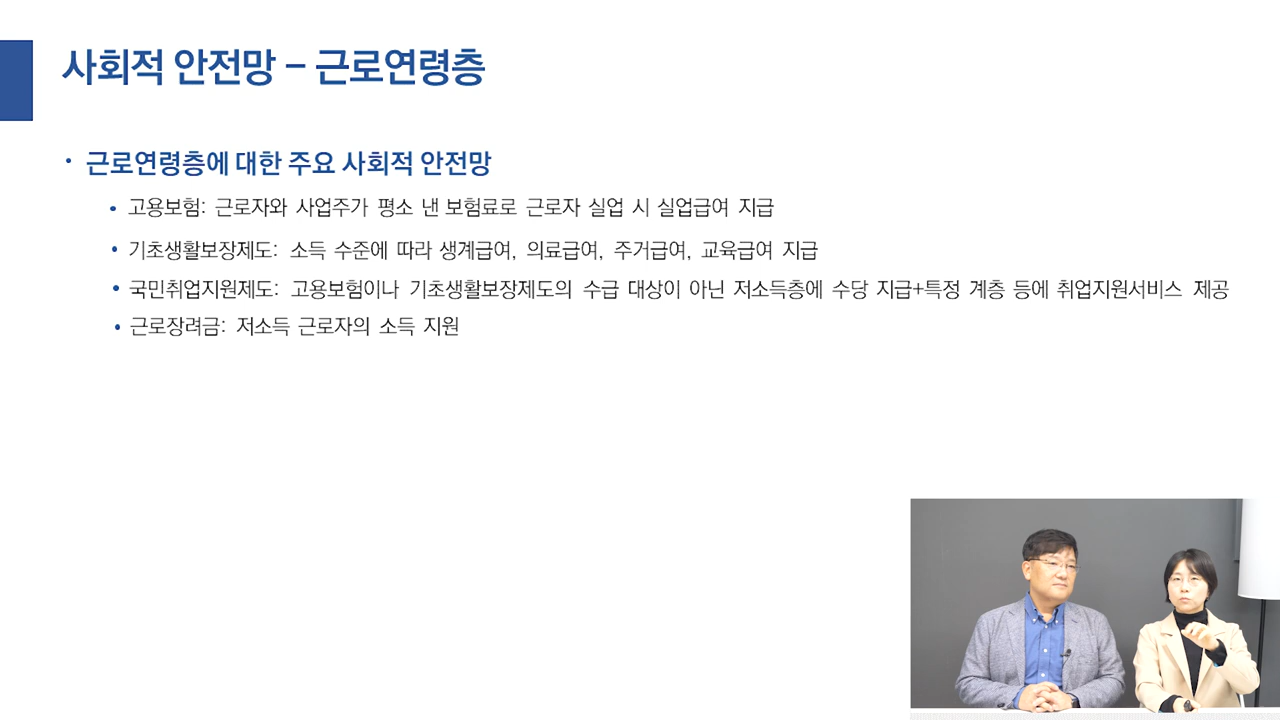 사회적 안전망 – 근로연령층
• 근로연령층에 대한 주요 사회적 안전망
• 고용보험: 근로자와 사업주가 평소 낸 보험료로 근로자 실업 시 실업급여 지급
• 기초생활보장제도: 소득 수준에 따라 생계급여, 의료급여, 주거급여, 교육급여 지급
• 국민취업지원제도: 고용보험이나 기초생활보장제도의 수급 대상이 아닌 저소득층에 수당 지급+특정 계층 등에 취업지원서비스 제공
• 근로장려금: 저소득 근로자의 소득 지원